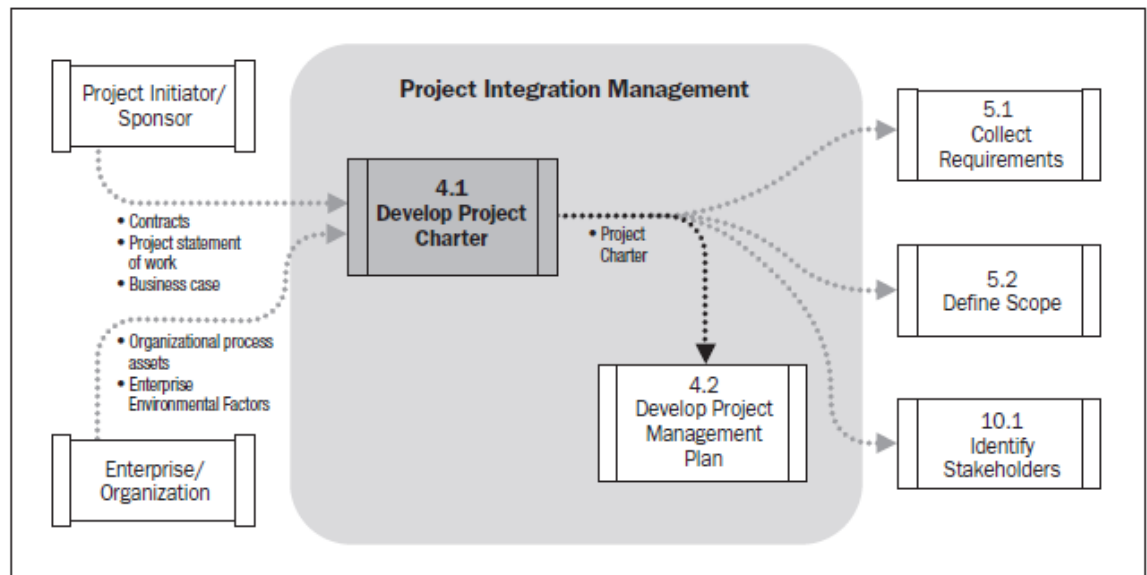 Project Integration Management
Project Initiator/
Sponsor
• Contracts
• Project statement
of work
• Business case
• Organizational process
assets
• Enterprise
Environmental Factors
Enterprise/
Organization
4.1
Develop Project
Charter
• Project
Charter
4.2
Develop Project
Management
Plan
5.1
Collect
Requirements
5.2
Define Scope
10.1
Identify
Stakeholders